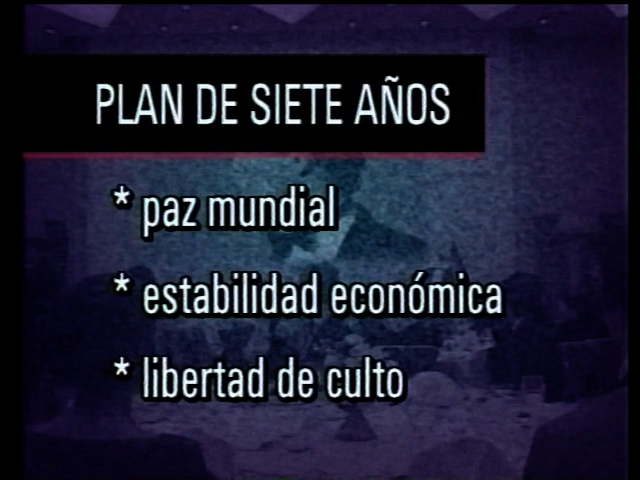 PLAN DE SIETE AÑOS
* paz mundial
* estabilidad económica
* libertad de culto